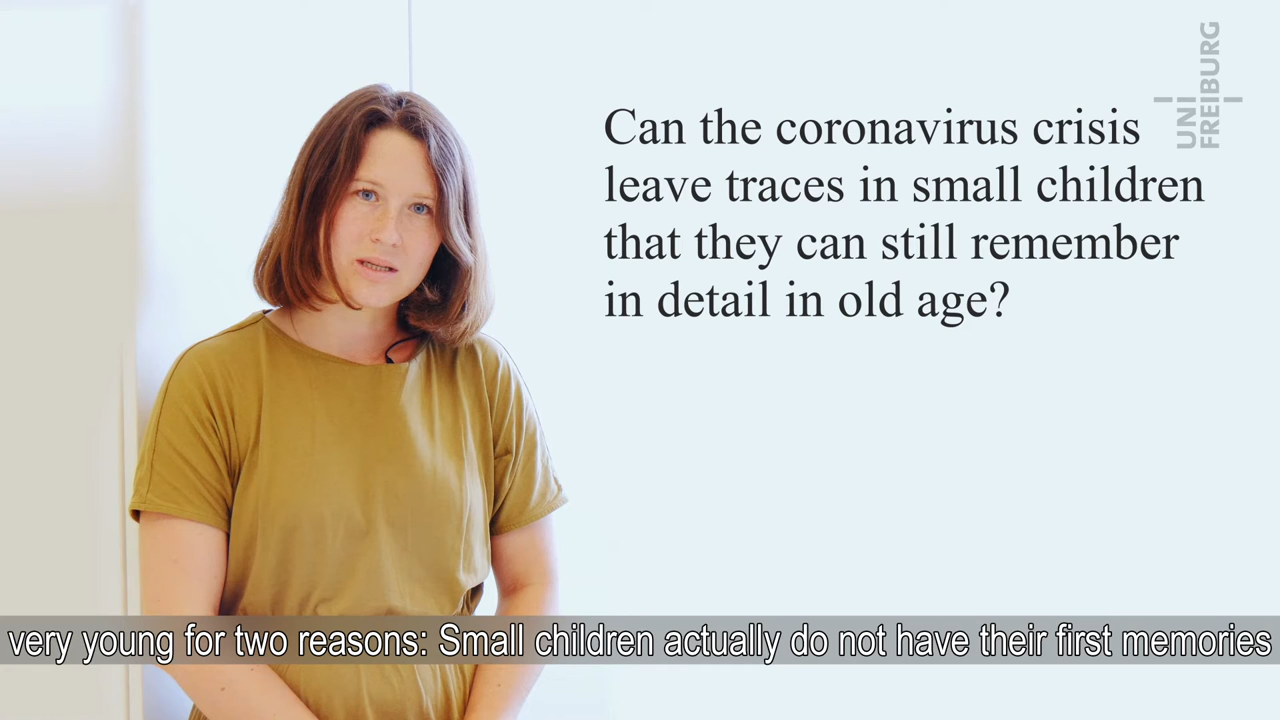 Can the coronavirus crisis
leave traces in small children
that they can still remember
in detail in old age?
UNI
FREIBURG
very young for two reasons: Small children actually do not have their first memories